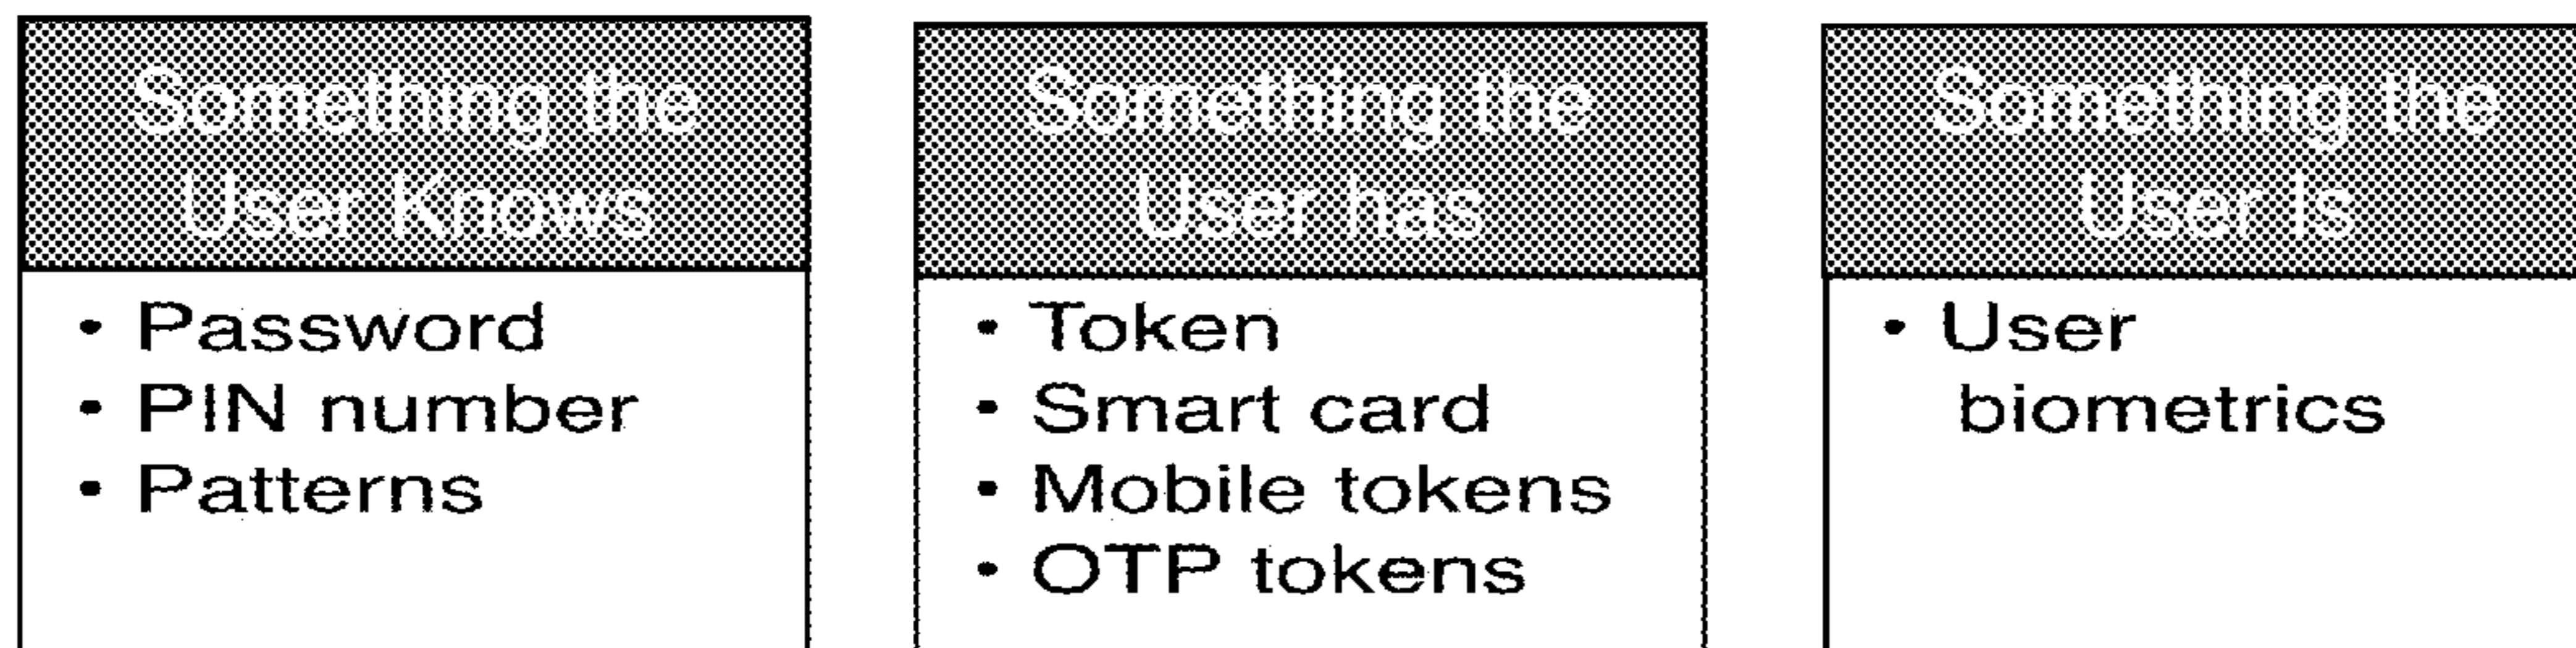 Something the
User Knows
• Password
• PIN number
• Patterns
Something the
User has
• Token
• Smart card
• Mobile tokens
• OTP tokens
Something the
User Is
• User
biometrics